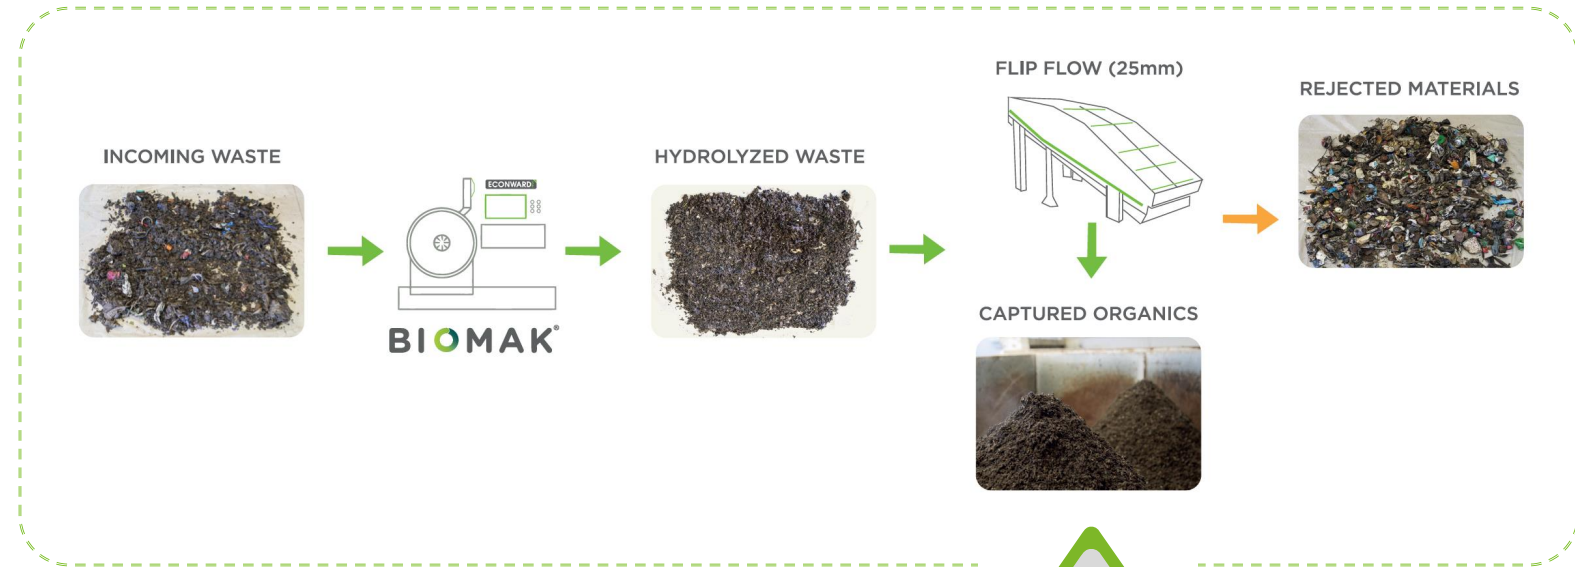 INCOMING WASTE
ECONWARD
BIOMAK®
HYDROLYZED WASTE
FLIP FLOW (25mm)
CAPTURED ORGANICS
REJECTED MATERIALS